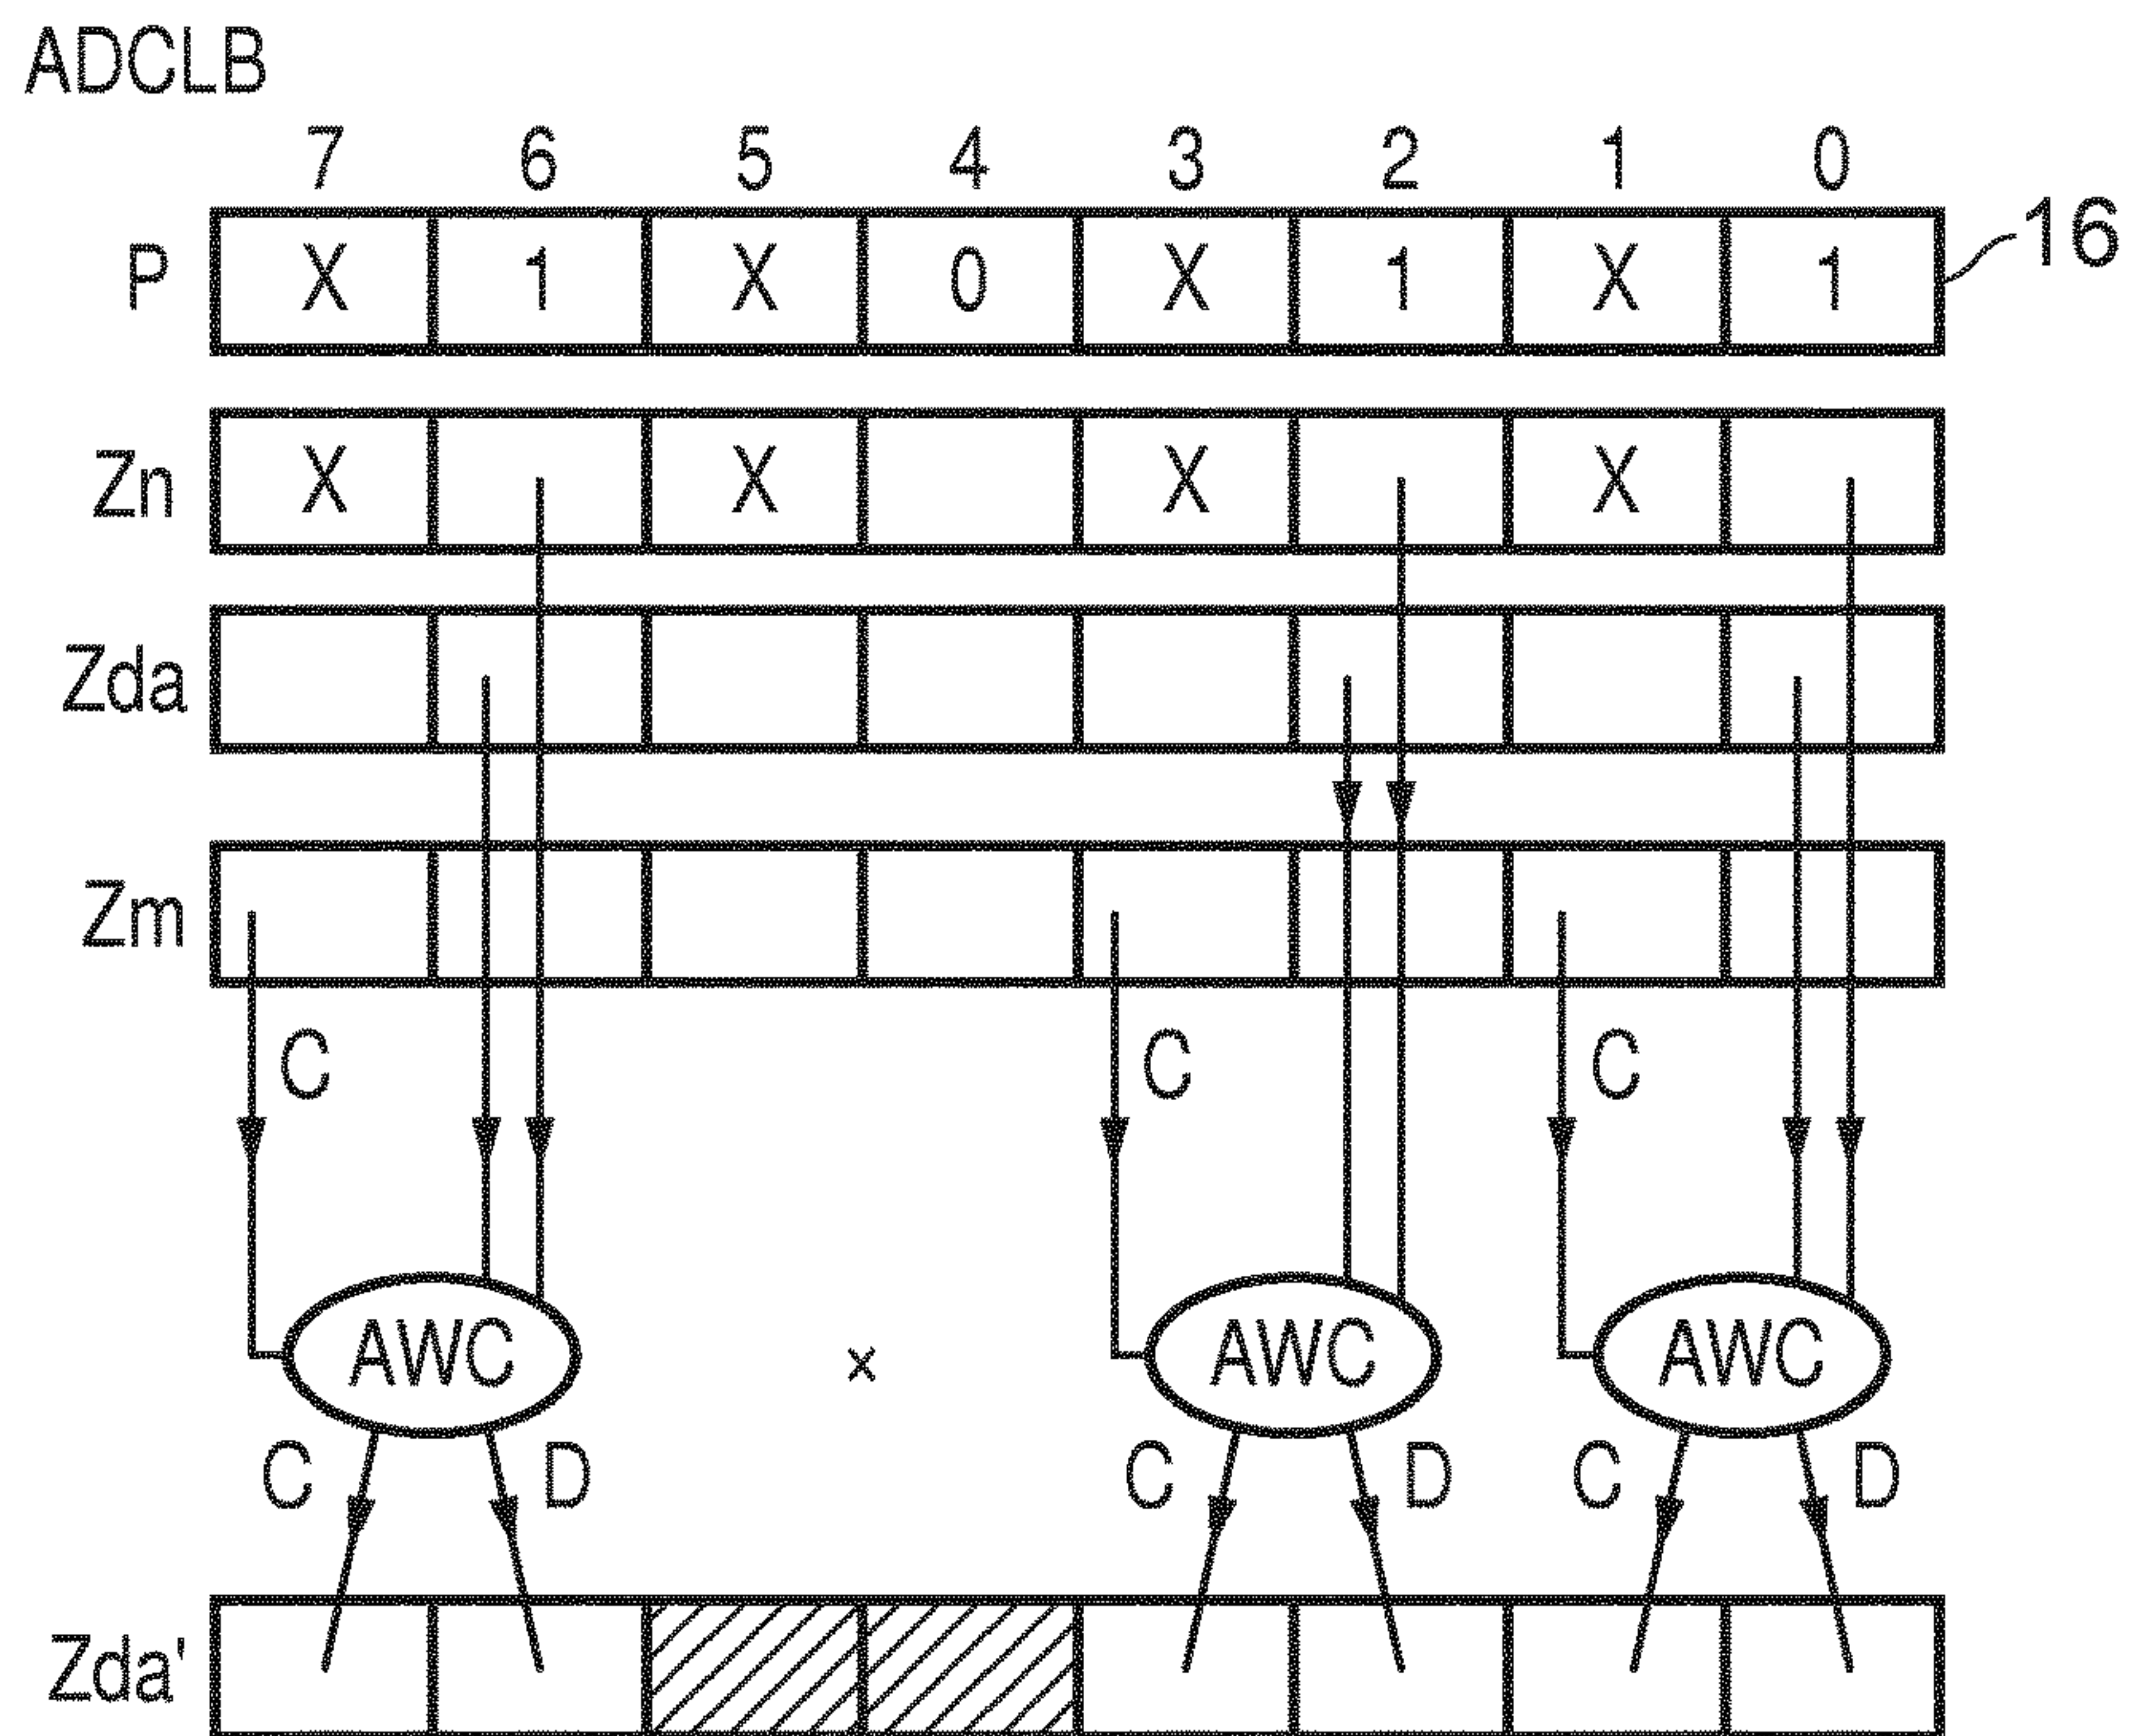 ADCLB
7 6 5 4 3 2 1 0
P X 1 X 0 X 1 X 1 16
Zn X X X X
Zda
Zm
C C C
AWC x AWC AWC
C D C D C D
Zda'